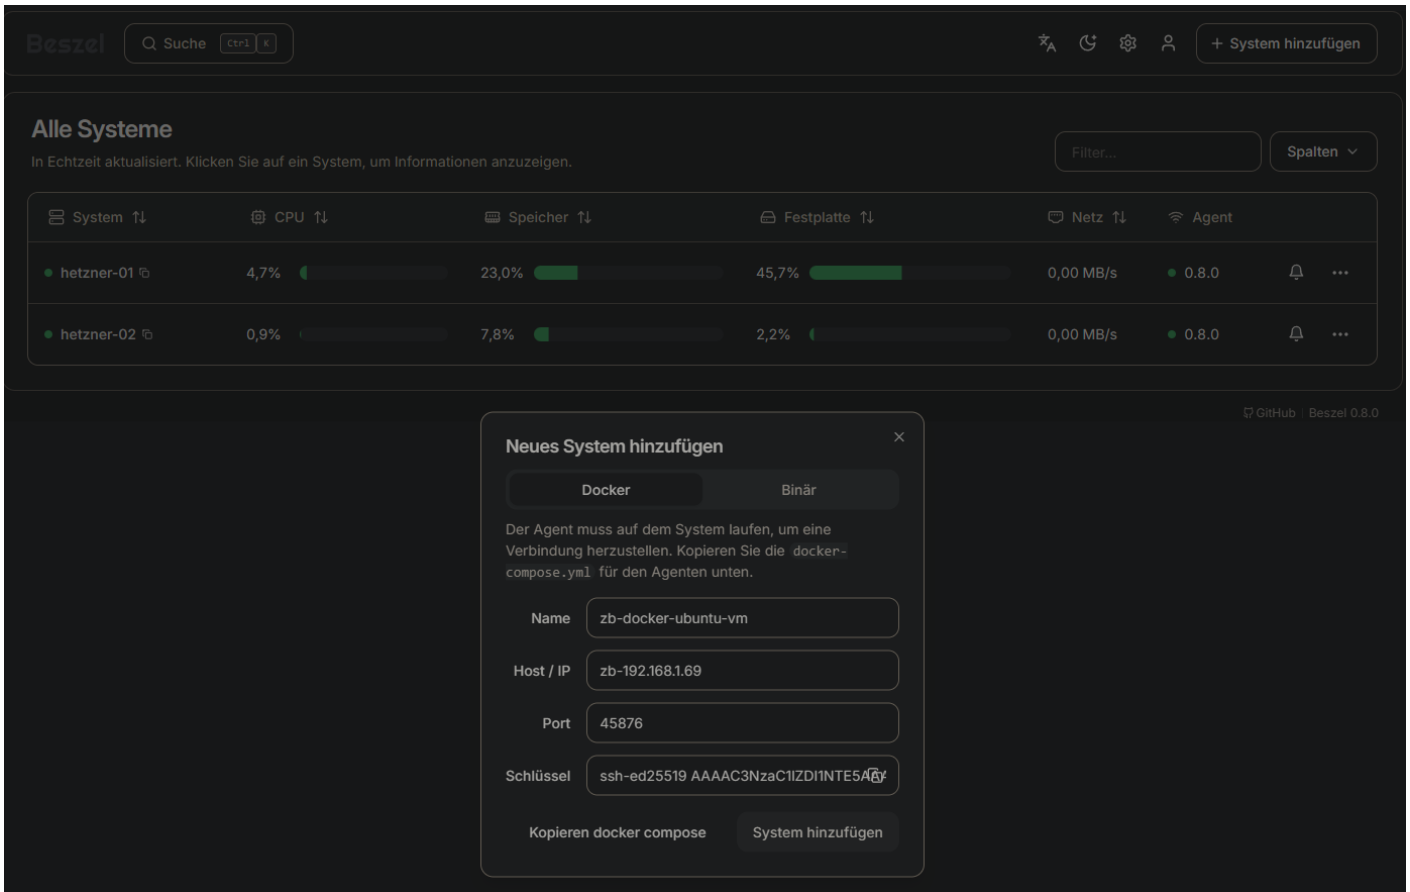 Beszel
Suche Ctrl K
System hinzufügen
Alle Systeme
In Echtzeit aktualisiert. Klicken Sie auf ein System, um Informationen anzuzeigen.
Filter...
Spalten
System CPU Speicher Festplatte Netz Agent
hetzner-01 4,7% 23,0% 45,7% 0,00 MB/s 0.8.0
hetzner-02 0,9% 7,8% 2,2% 0,00 MB/s 0.8.0
GitHub Beszel 0.8.0
Neues System hinzufügen
Docker Binär
Der Agent muss auf dem System laufen, um eine
Verbindung herzustellen. Kopieren Sie die docker-
compose.yml für den Agenten unten.
Name zb-docker-ubuntu-vm
Host / IP zb-192.168.1.69
Port 45876
Schlüssel ssh-ed25519
Kopieren docker compose System hinzufügen